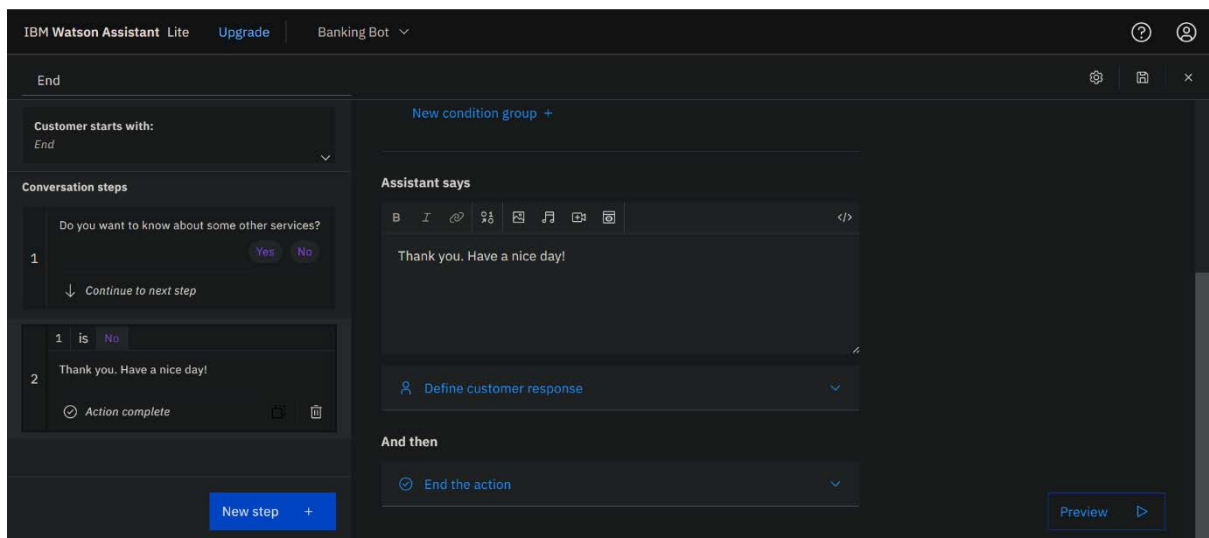 IBM Watson Assistant Lite Upgrade Banking Bot
End
Customer starts with:
End
Conversation steps
1
Do you want to know about some other services?
Yes No
Continue to next step
2
1 is No
Thank you. Have a nice day!
Action complete
New step +
New condition group +
Assistant says
B I </>
Thank you. Have a nice day!
Define customer response
And then
End the action
Preview